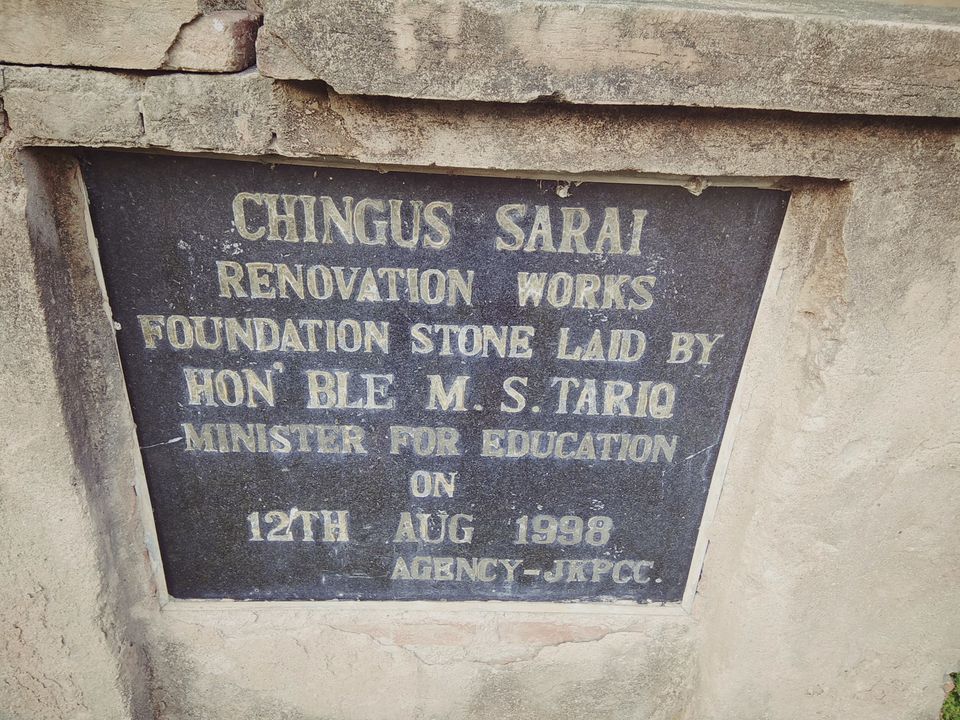 CHINGUS SARAI
RENOVATION WORKS
FOUNDATION STONE LAID BY
HON' BLE M. S. TARIQ
MINISTER FOR EDUCATION
ON
12TH AUG 1998
AGENCY-JKPCC.